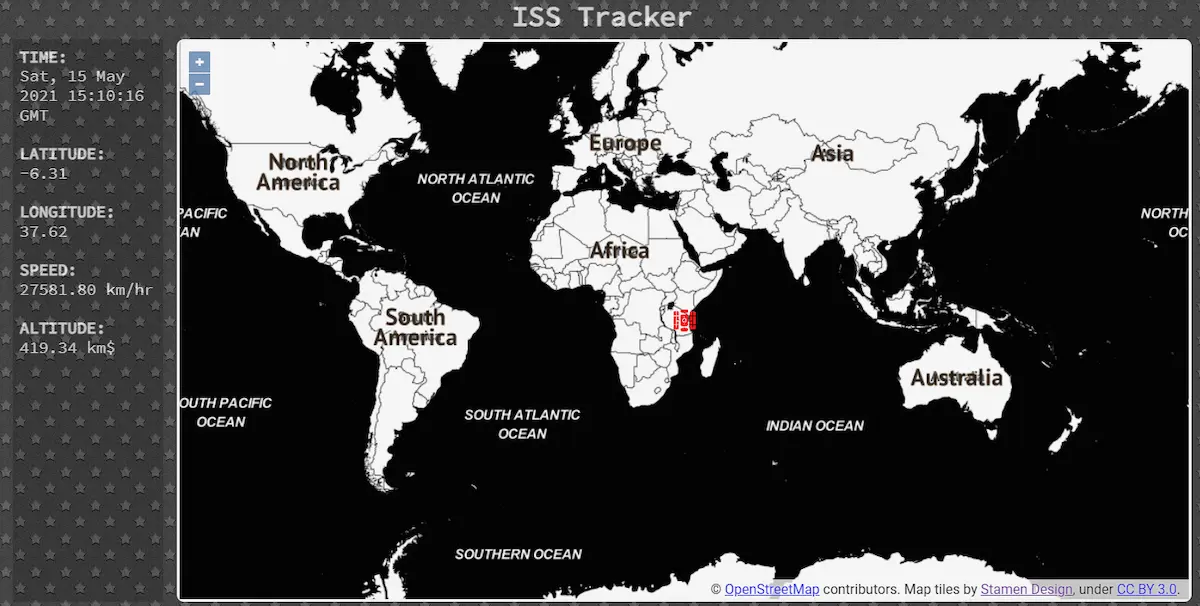 ISS Tracker
TIME:
Sat, 15 May
2021 15:10:16
GMT
LATITUDE:
-6.31
LONGITUDE:
37.62
SPEED:
27581.80 km/hr
ALTITUDE:
419.34 km$
+
−
North
America
Europe
Asia
NORTH ATLANTIC
OCEAN
PACIFIC
AN
NORTH
OC
Africa
South
America
Australia
OUTH PACIFIC
OCEAN
SOUTH ATLANTIC
OCEAN
INDIAN OCEAN
SOUTHERN OCEAN
© OpenStreetMap contributors. Map tiles by Stamen Design, under CC BY 3.0.